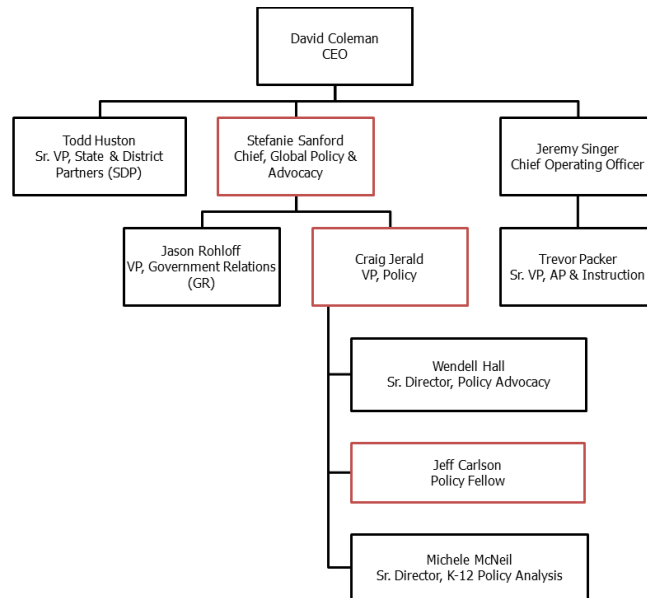 David Coleman
CEO
Todd Huston
Sr. VP, State & District
Partners (SDP)
Stefanie Sanford
Chief, Global Policy &
Advocacy
Jeremy Singer
Chief Operating Officer
Jason Rohloff
VP, Government Relations
(GR)
Craig Jerald
VP, Policy
Trevor Packer
Sr. VP, AP & Instruction
Wendell Hall
Sr. Director, Policy Advocacy
Jeff Carlson
Policy Fellow
Michele McNeil
Sr. Director, K-12 Policy Analysis